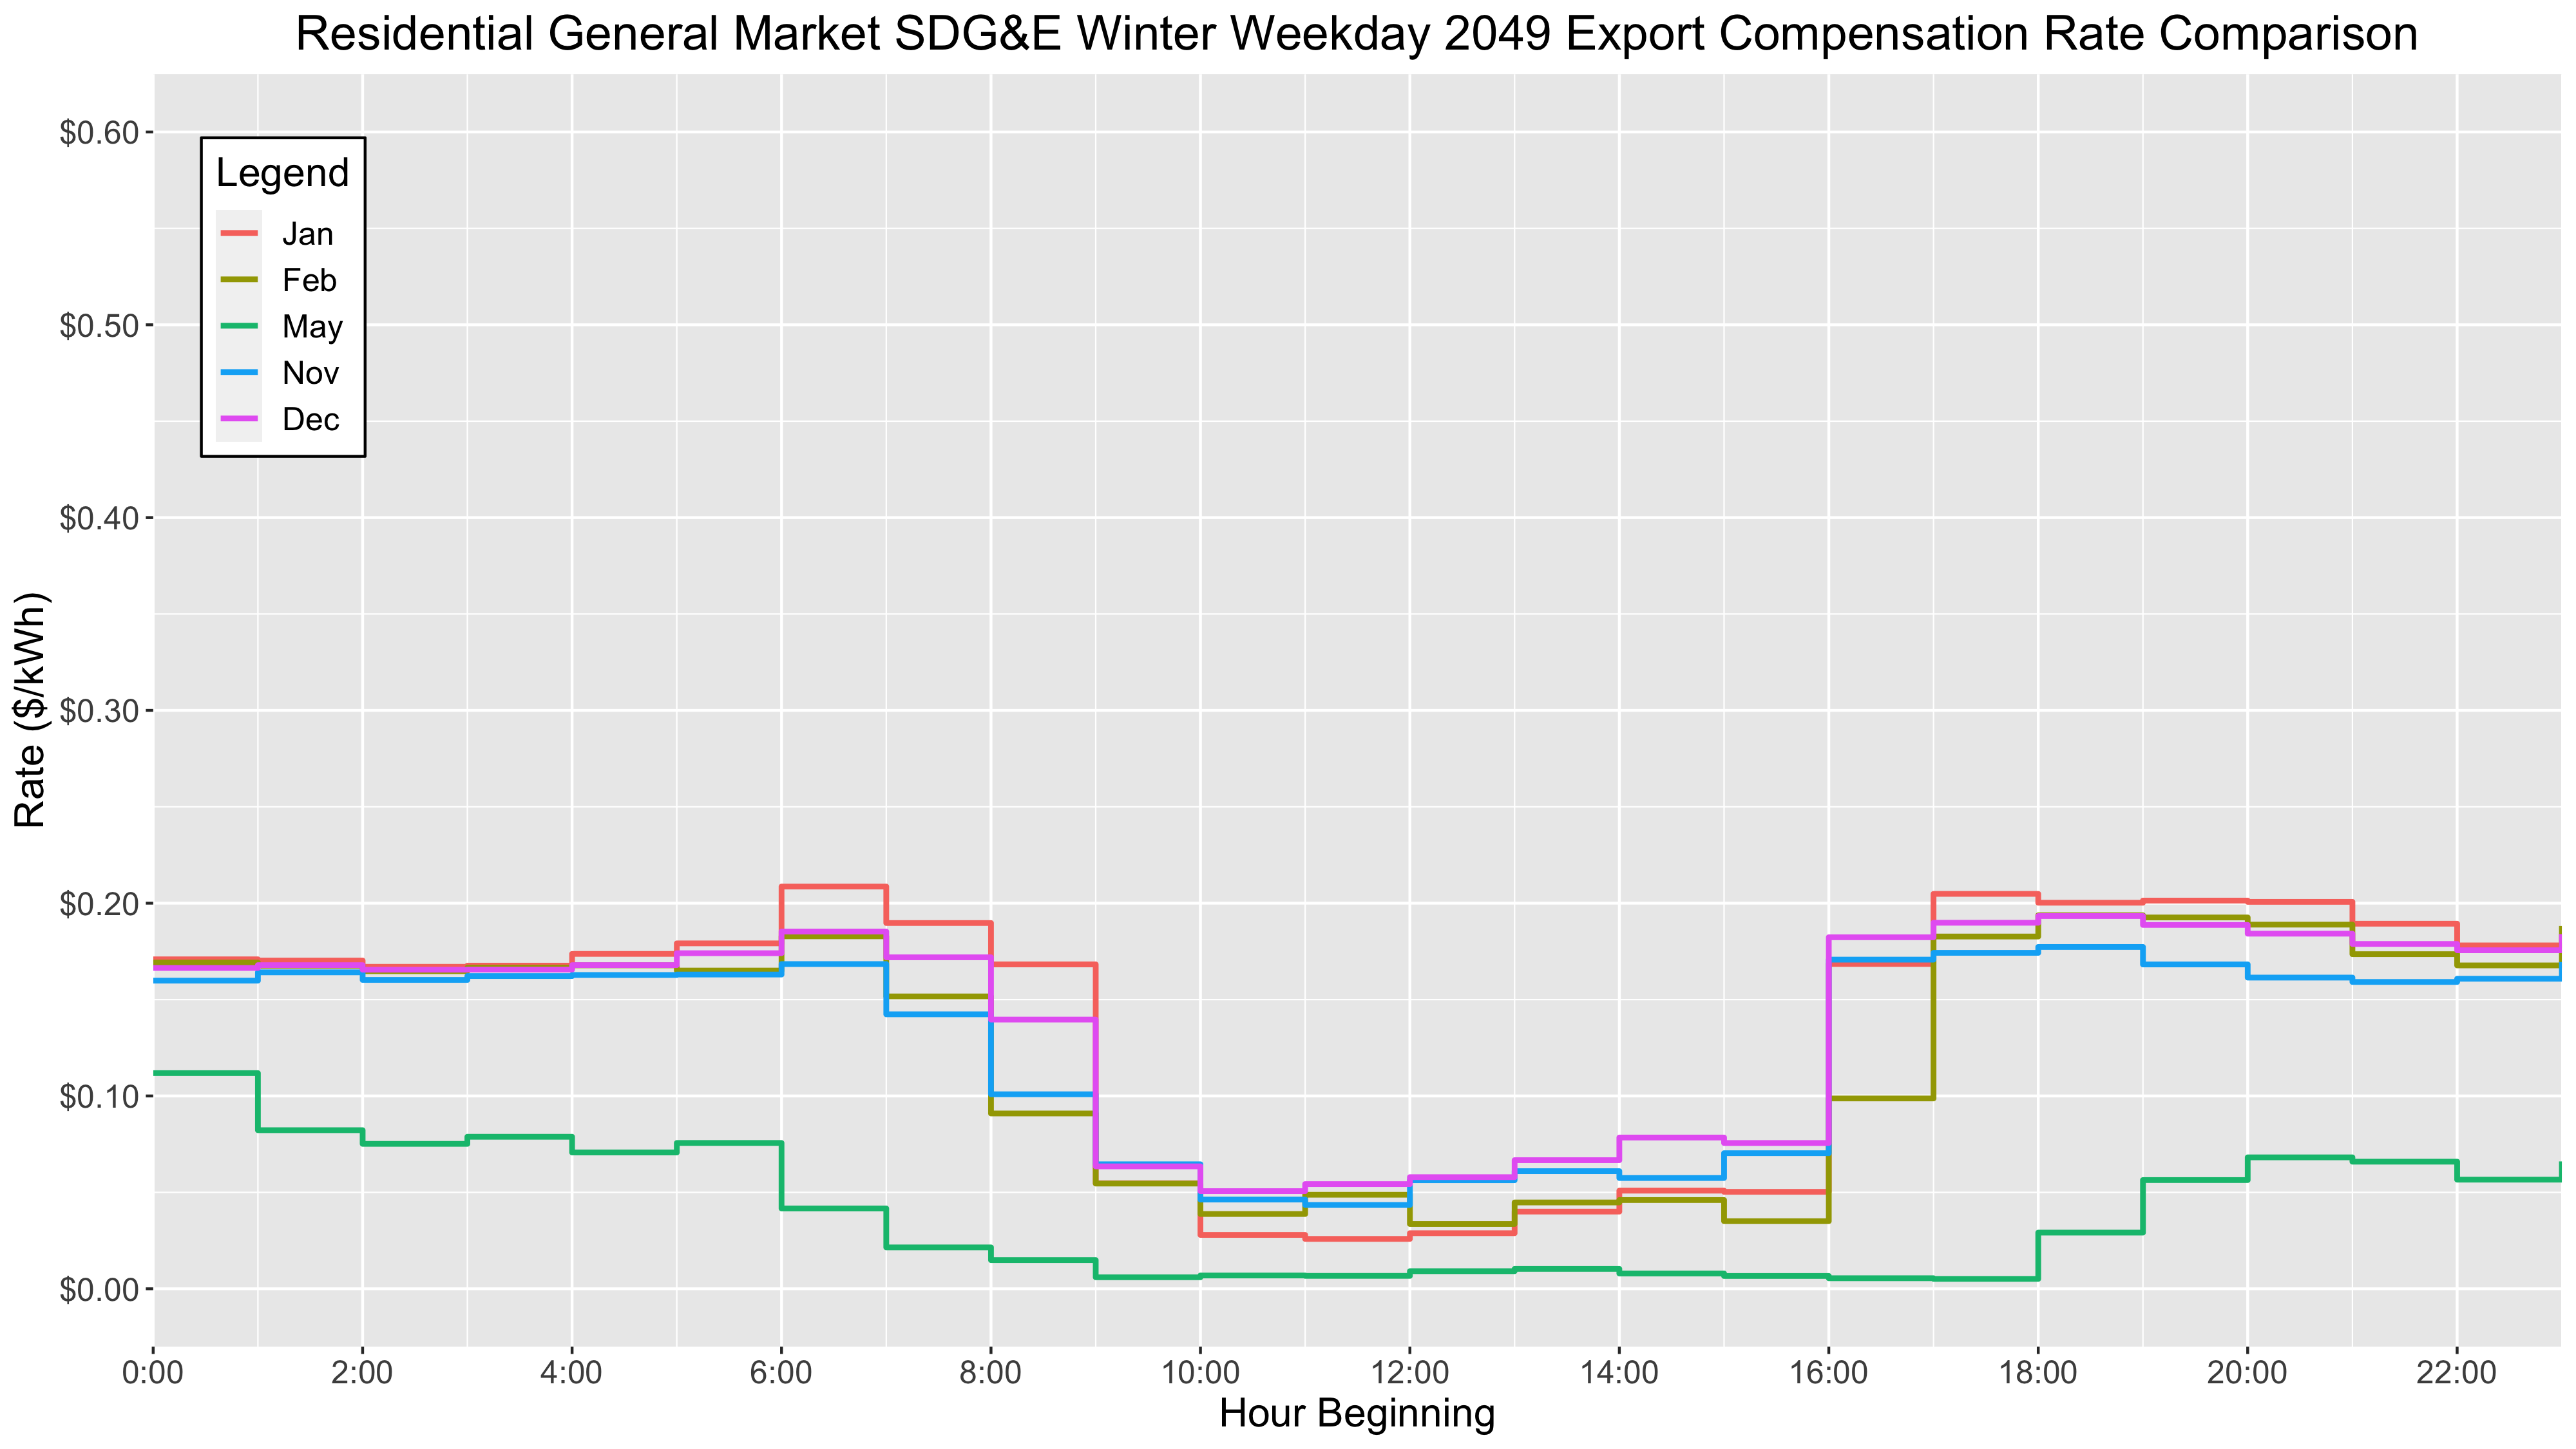 Residential General Market SDG&E Winter Weekday 2049 Export Compensation Rate Comparison
$0.60
$0.50
$0.40
$0.30
$0.20
$0.10
$0.00
Rate ($/kWh)
Legend
Jan
Feb
May
Nov
Dec
0:00 2:00 4:00 6:00 8:00 10:00 12:00 14:00 16:00 18:00 20:00 22:00
Hour Beginning